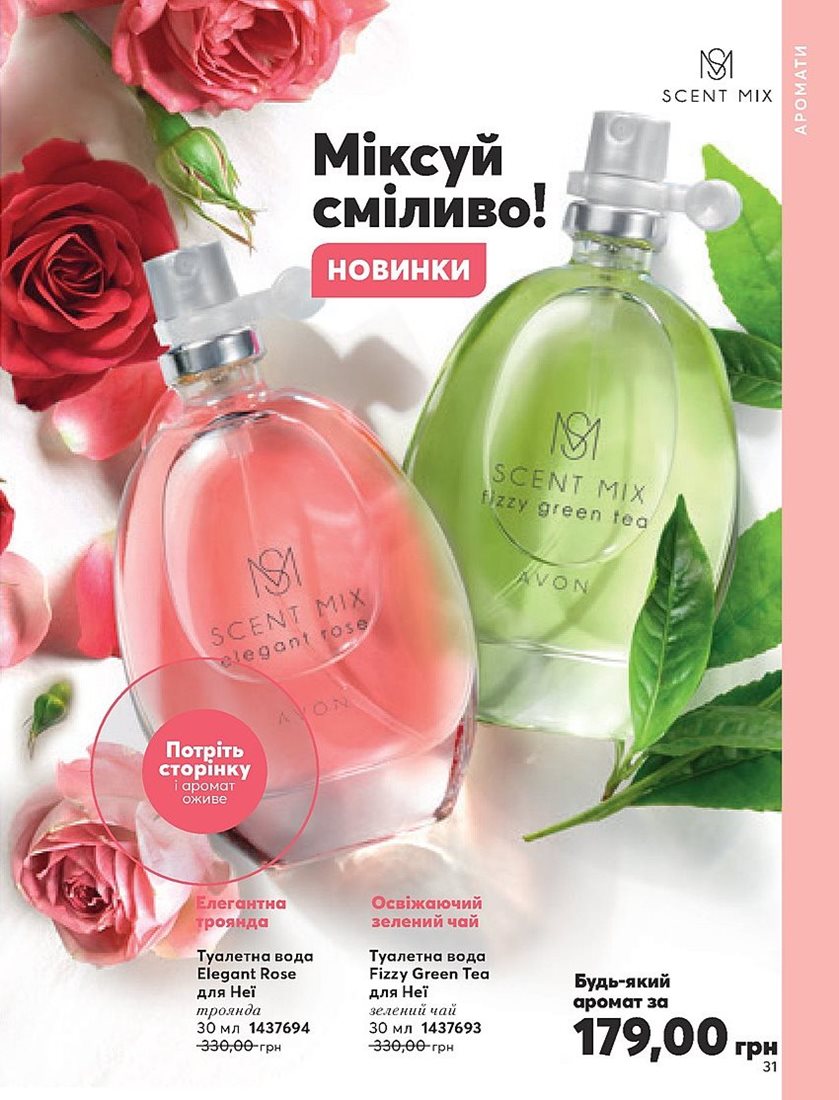 SCENT MIX
АРОМАТИ
Міксуй
сміливо!
НОВИНКИ
SCENT MIX
fizzy green tea
AVON
SCENT MIX
elegant rose
AVON
Потріть
сторінку
і аромат
оживе
Елегантна
троянда
Туалетна вода
Elegant Rose
для Неї
троянда
30 мл 1437694
330,00 грн
Освіжаючий
зелений чай
Туалетна вода
Fizzy Green Tea
для Неї
зелений чай
30 мл 1437693
330,00 грн
Будь-який
аромат за
179,00 грн
31